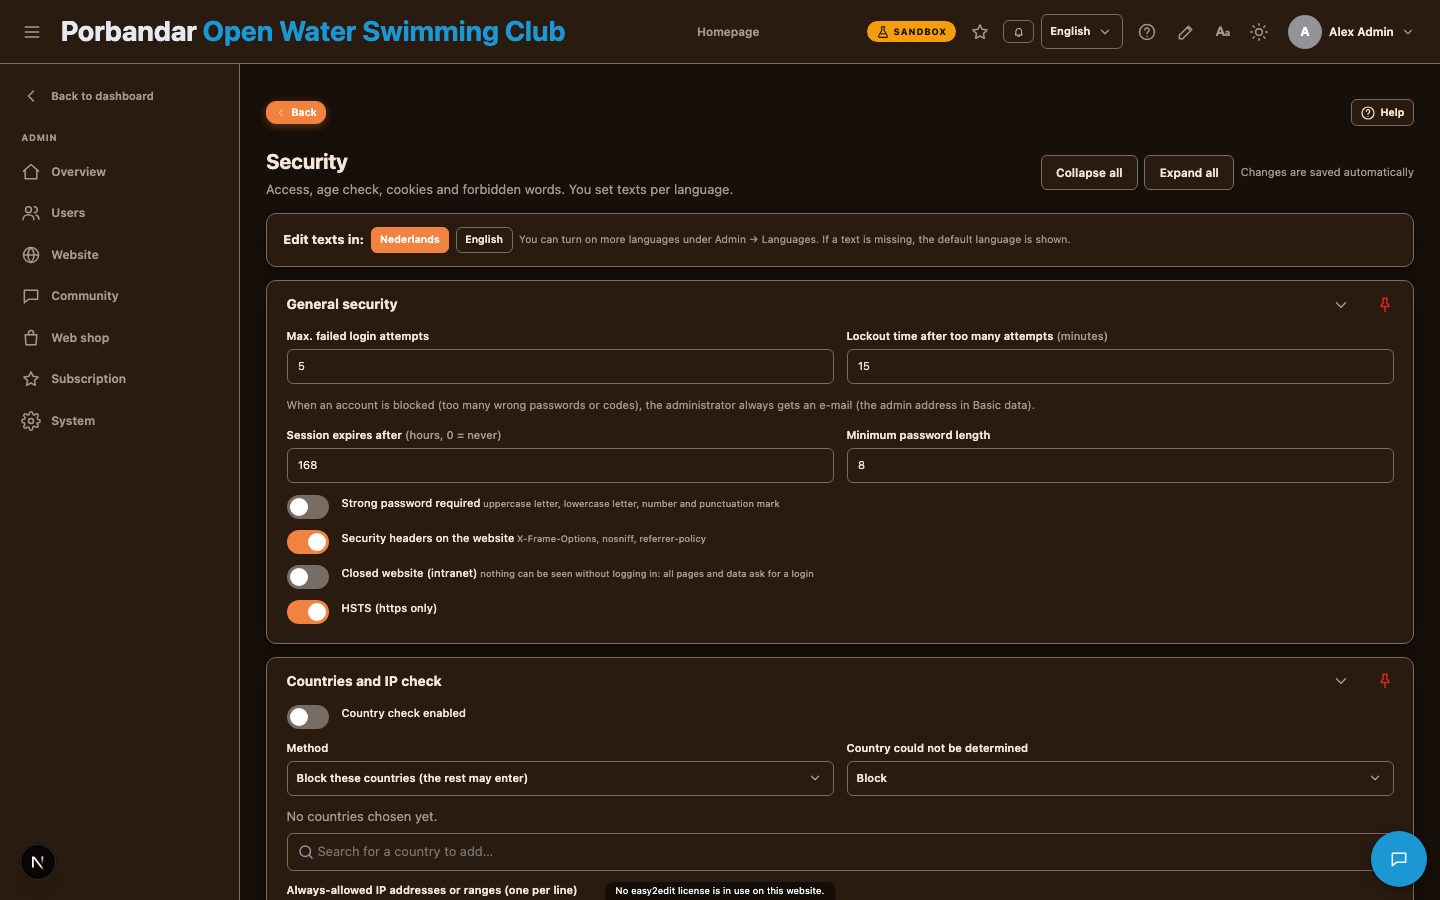 Porbandar Open Water Swimming Club
Homepage
SANDBOX
English
Aa
A
Alex Admin
Back to dashboard
ADMIN
Overview
Users
Website
Community
Web shop
Subscription
System
N
Back
Help
Security
Access, age check, cookies and forbidden words. You set texts per language.
Collapse all
Expand all
Changes are saved automatically
Edit texts in: Nederlands English You can turn on more languages under Admin → Languages. If a text is missing, the default language is shown.
General security
Max. failed login attempts
5
Lockout time after too many attempts (minutes)
15
When an account is blocked (too many wrong passwords or codes), the administrator always gets an e-mail (the admin address in Basic data).
Session expires after (hours, 0 = never)
168
Minimum password length
8
Strong password required uppercase letter, lowercase letter, number and punctuation mark
Security headers on the website X-Frame-Options, nosniff, referrer-policy
Closed website (intranet) nothing can be seen without logging in: all pages and data ask for a login
HSTS (https only)
Countries and IP check
Country check enabled
Method
Block these countries (the rest may enter)
Country could not be determined
Block
No countries chosen yet.
Search for a country to add...
Always-allowed IP addresses or ranges (one per line)
No easy2edit license is in use on this website.